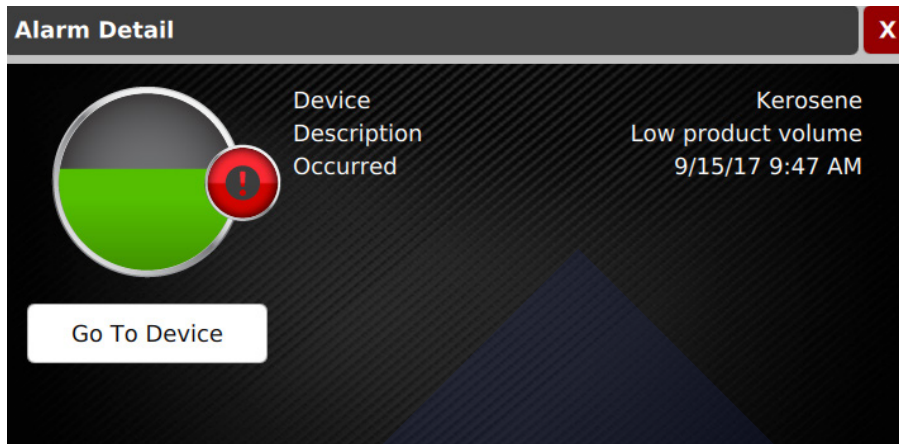 Alarm Detail
X
Device Kerosene
Description Low product volume
Occurred 9/15/17 9:47 AM
!
Go To Device